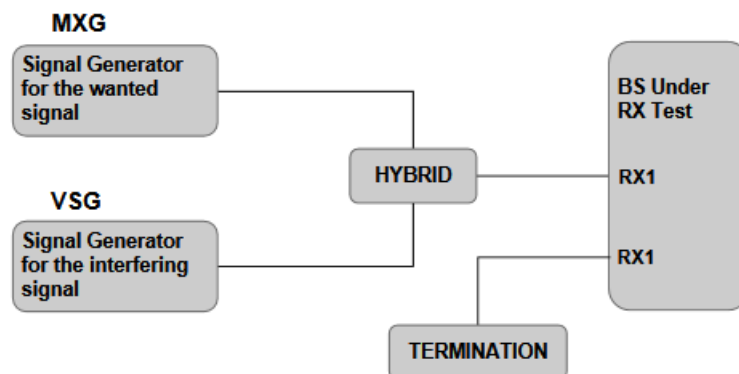 MXG
Signal Generator
for the wanted
signal
VSG
Signal Generator
for the interfering
signal
HYBRID
BS Under
RX Test
RX1
RX1
TERMINATION